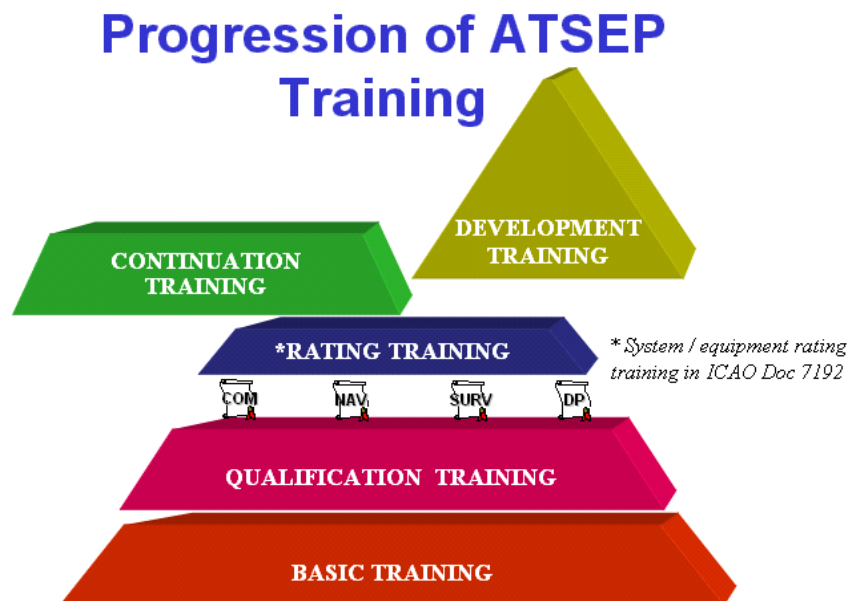 Progression of ATSEP
Training
DEVELOPMENT
TRAINING
CONTINUATION
TRAINING
*RATING TRAINING
* System / equipment rating
training in ICAO Doc 7192
COM NAV SURV DP
QUALIFICATION TRAINING
BASIC TRAINING